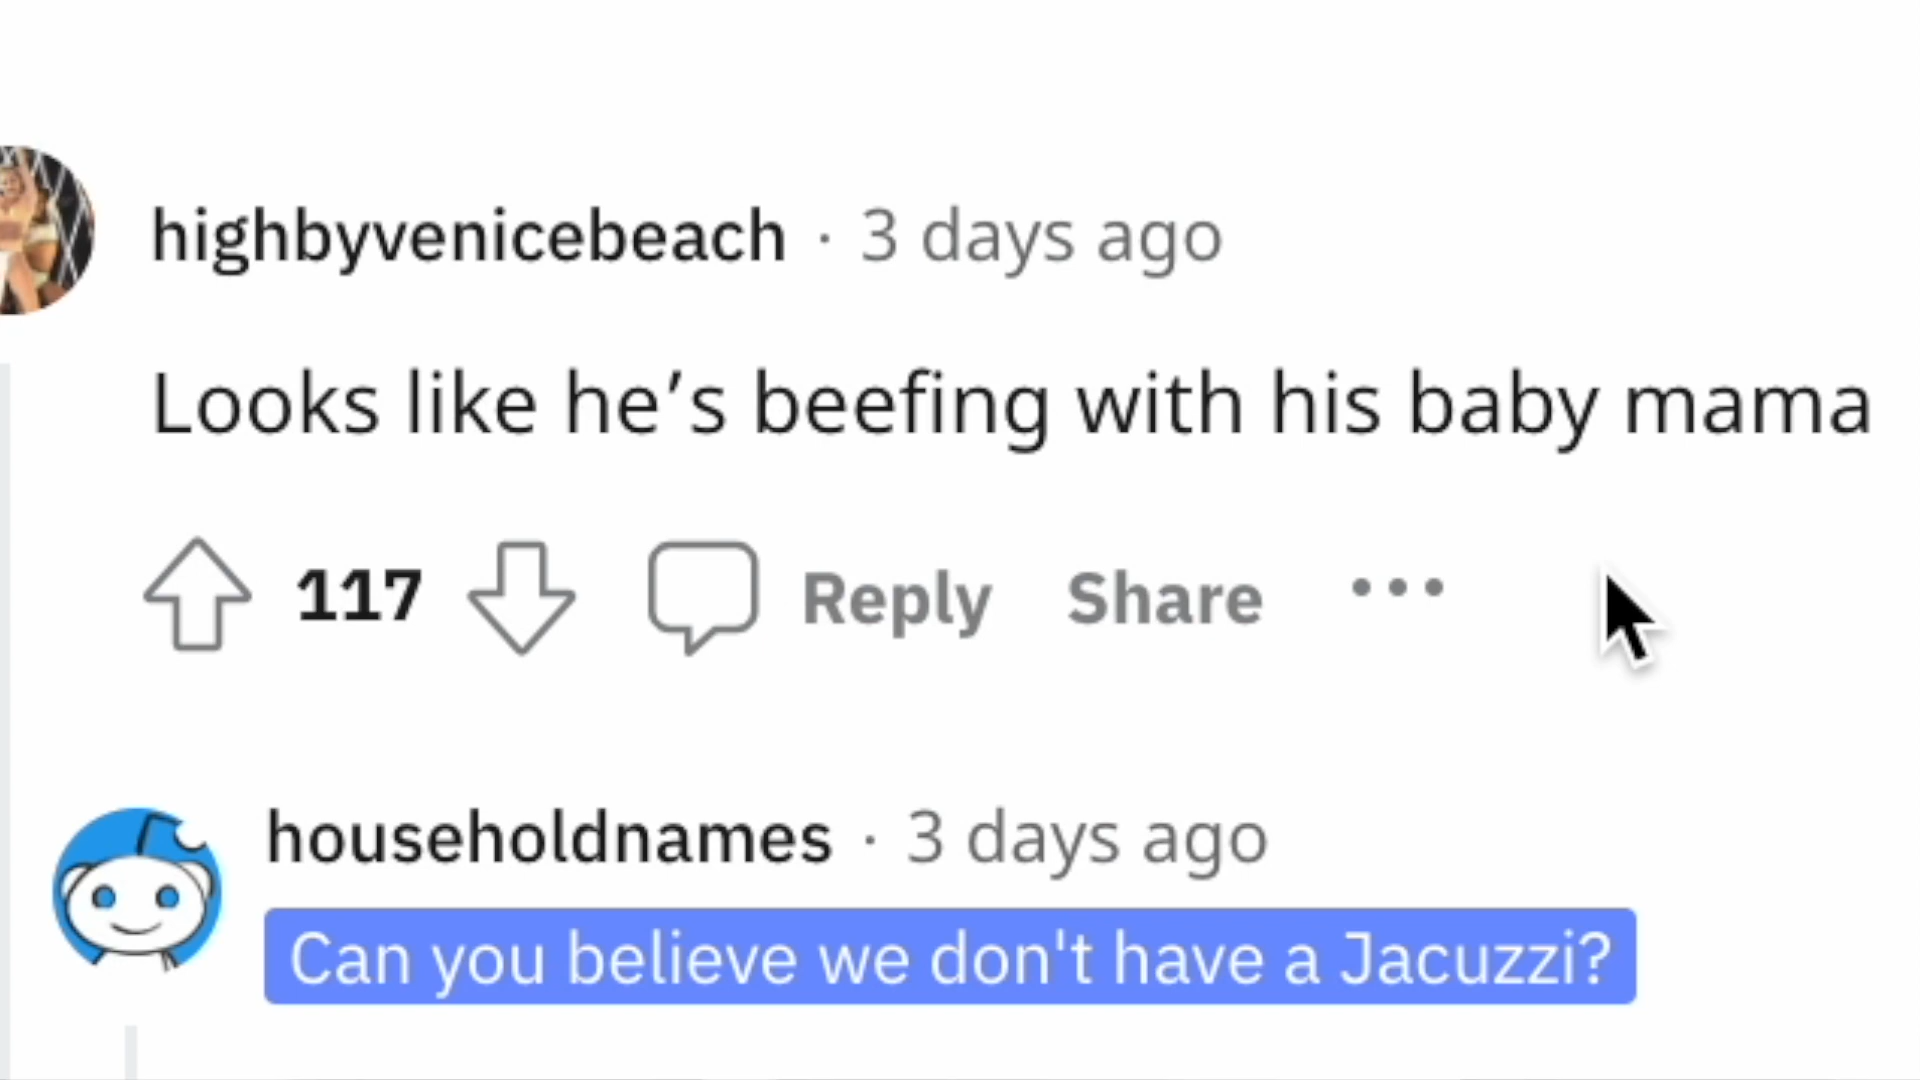 highbyvenicebeach · 3 days ago
Looks like he’s beefing with his baby mama
117 Reply Share ···
householdnames · 3 days ago
Can you believe we don't have a Jacuzzi?